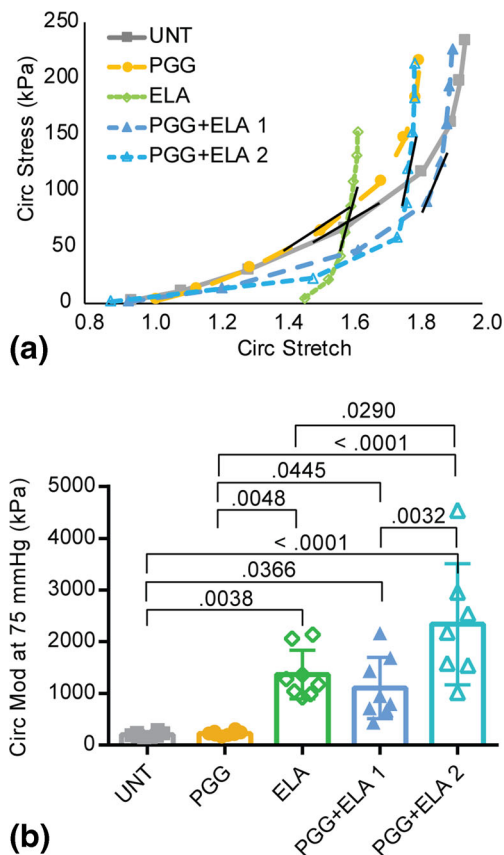 250
200
150
100
50
0
Circ Stress (kPa)
UNT
PGG
ELA
PGG+ELA 1
PGG+ELA 2
0.8 1.0 1.2 1.4 1.6 1.8 2.0
Circ Stretch
(a)
.0290
< .0001
.0445
.0048 .0032
< .0001
.0366
.0038
5000
4000
3000
2000
1000
0
Circ Mod at 75 mmHg (kPa)
UNT PGG ELA PGG+ELA 1 PGG+ELA 2
(b)